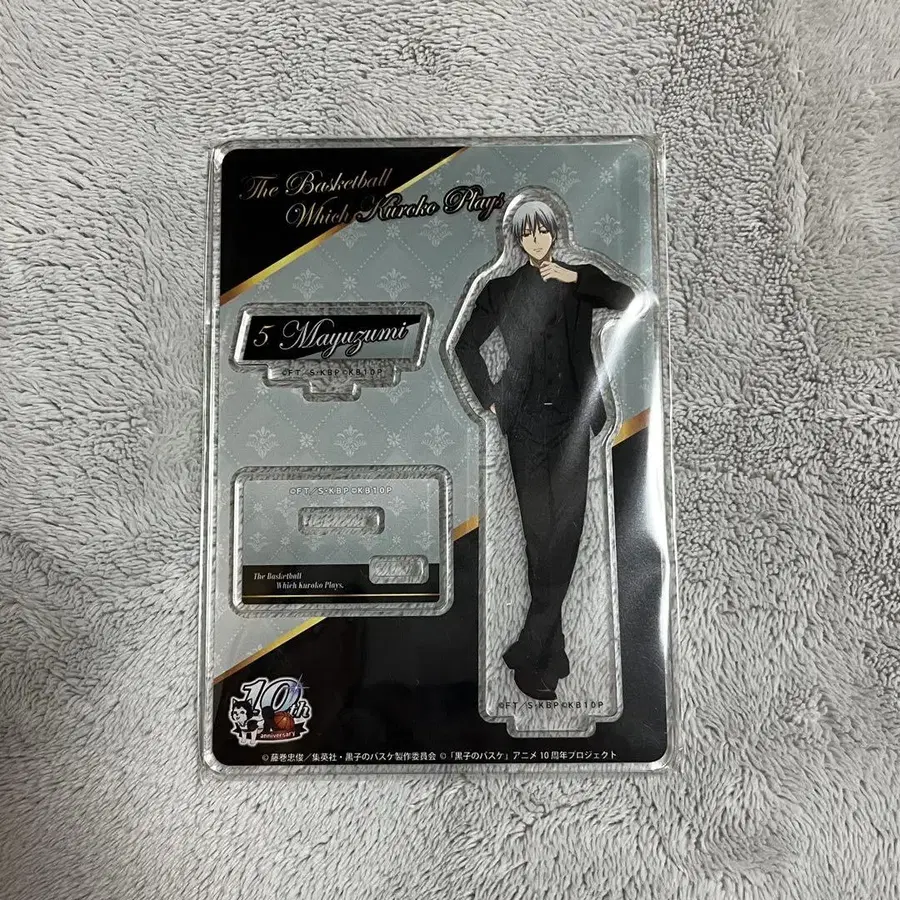 The Basketball
Which Kuroko Plays
5 Mayuzumi
©FT/S·KBP©KB10P
©FT/S·KBP©KB10P
The Basketball
Which Kuroko Plays.
©FT/S·KBP©KB10P
10th
anniversary
© 藤巻忠俊／集英社・黒子のバスケ製作委員会 ©「黒子のバスケ」アニメ 10 周年プロジェクト